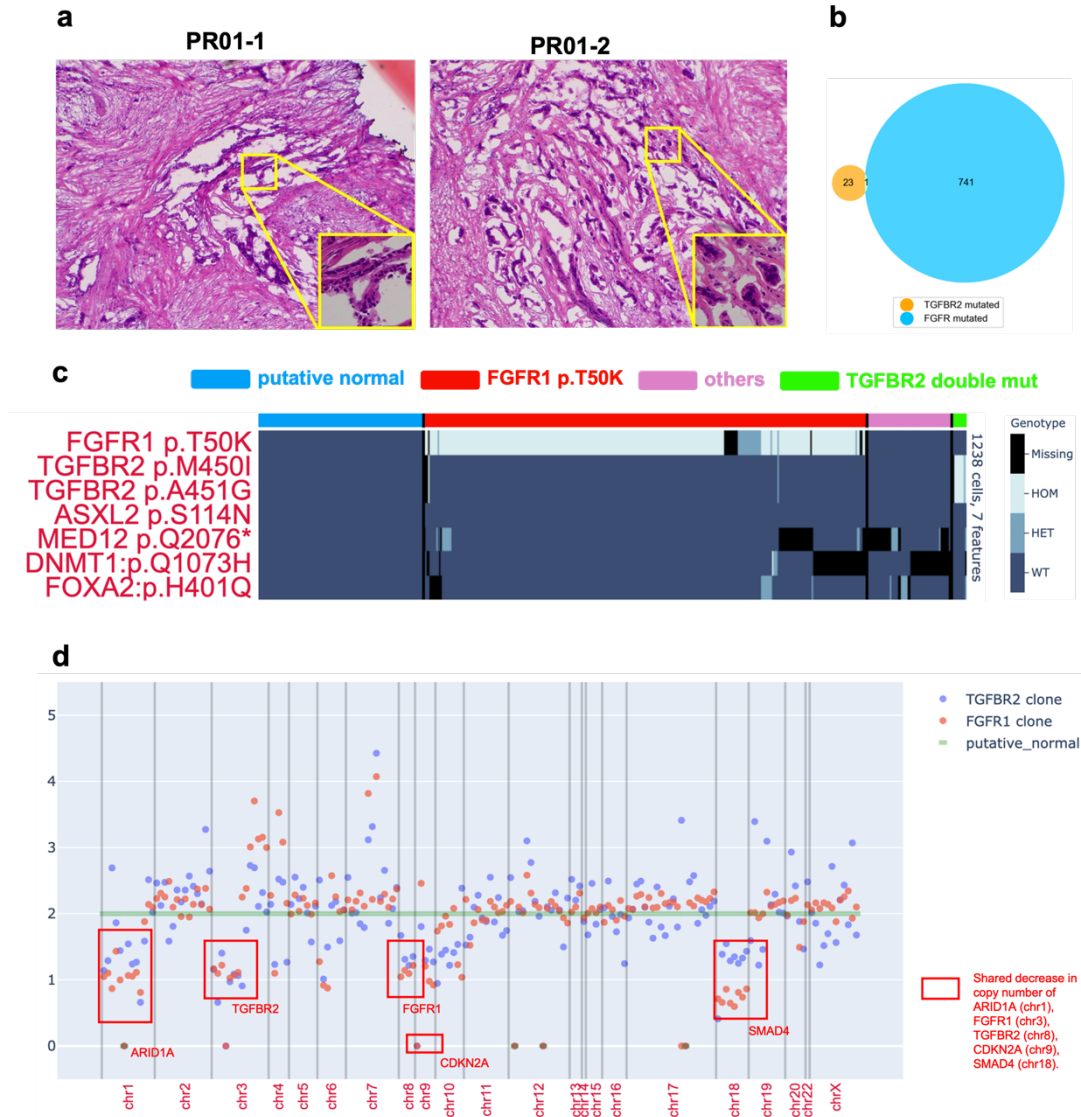 a
PR01-1
PR01-2
b
23
1
741
TGFBR2 mutated
FGFR mutated
c
putative normal
FGFR1 p.T50K
others
TGFBR2 double mut
FGFR1 p.T50K
TGFBR2 p.M450I
TGFBR2 p.A451G
ASXL2 p.S114N
MED12 p.Q2076*
DNMT1:p.Q1073H
FOXA2:p.H401Q
1238 cells, 7 features
Genotype
Missing
HOM
HET
WT
d
5
4
3
2
1
0
ARID1A
TGFBR2
FGFR1
CDKN2A
SMAD4
chr1
chr2
chr3
chr4
chr5
chr6
chr7
chr8
chr9
chr10
chr11
chr12
chr13
chr14
chr15
chr16
chr17
chr18
chr19
chr20
chr22
chrX
TGFBR2 clone
FGFR1 clone
putative_normal
Shared decrease in
copy number of
ARID1A (chr1),
FGFR1 (chr3),
TGFBR2 (chr8),
CDKN2A (chr9),
SMAD4 (chr18).